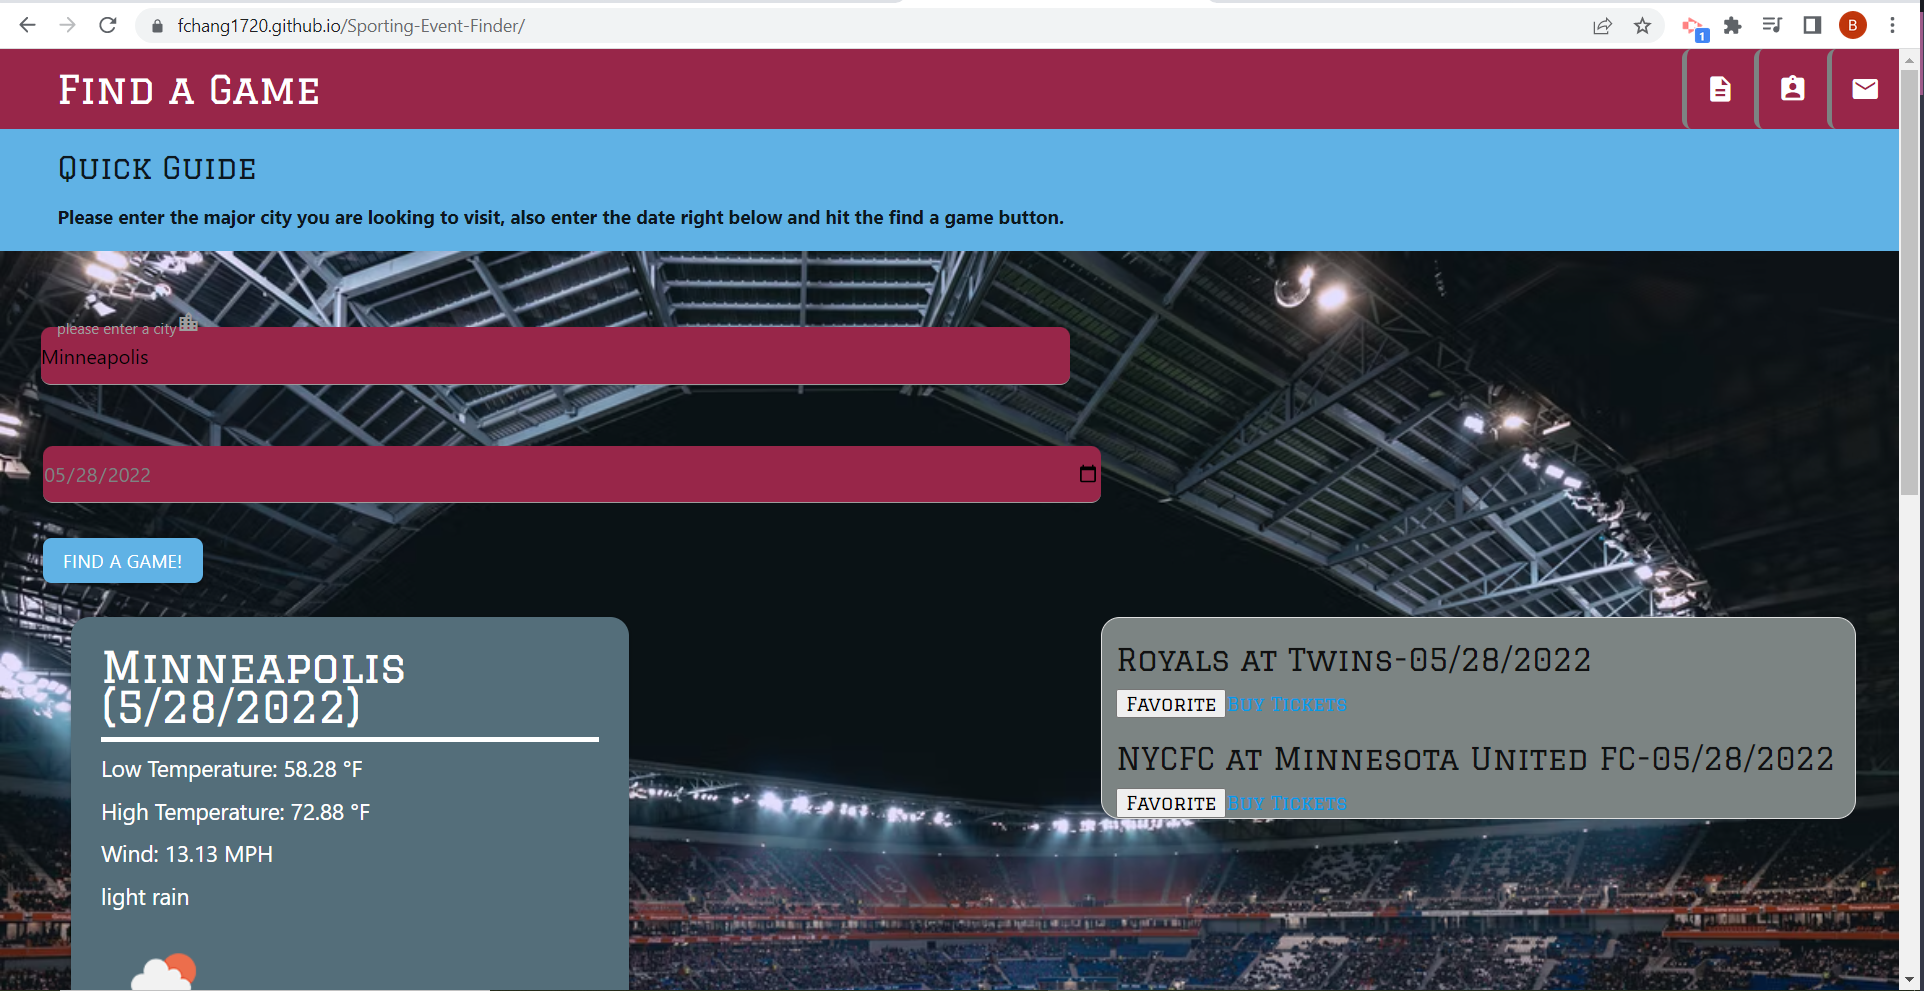 fchang1720.github.io/Sporting-Event-Finder/
1
B
Find a Game
Quick Guide
Please enter the major city you are looking to visit, also enter the date right below and hit the find a game button.
please enter a city
Minneapolis
05/28/2022
FIND A GAME!
Minneapolis
(5/28/2022)
Low Temperature: 58.28 °F
High Temperature: 72.88 °F
Wind: 13.13 MPH
light rain
Royals at Twins-05/28/2022
Favorite Buy Tickets
NYCFC at Minnesota United FC-05/28/2022
Favorite Buy Tickets